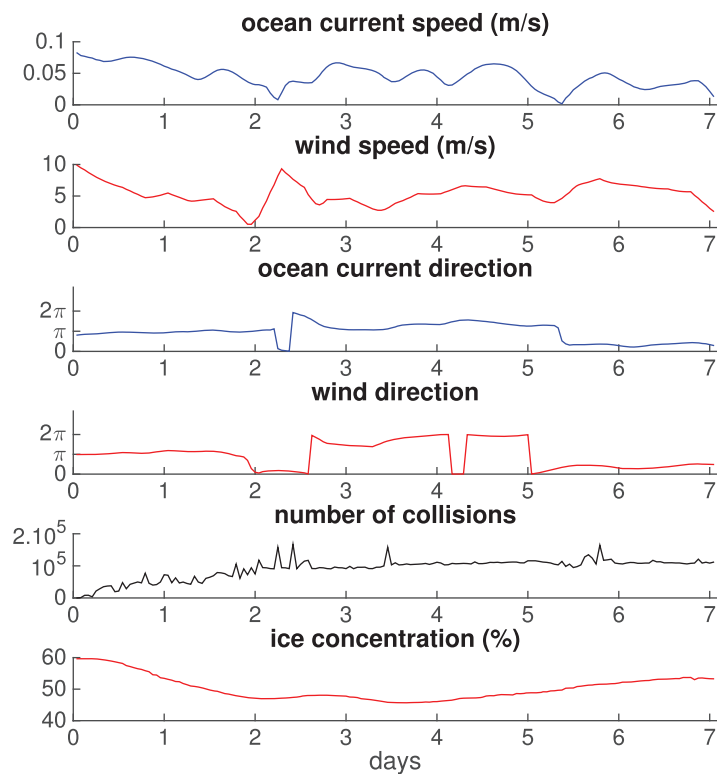 ocean current speed (m/s)
0.1
0.05
0
0 1 2 3 4 5 6 7
wind speed (m/s)
10
5
0
0 1 2 3 4 5 6 7
ocean current direction
2π
π
0
0 1 2 3 4 5 6 7
wind direction
2π
π
0
0 1 2 3 4 5 6 7
number of collisions
2.10⁵
10⁵
0
0 1 2 3 4 5 6 7
ice concentration (%)
60
50
40
0 1 2 3 4 5 6 7
days